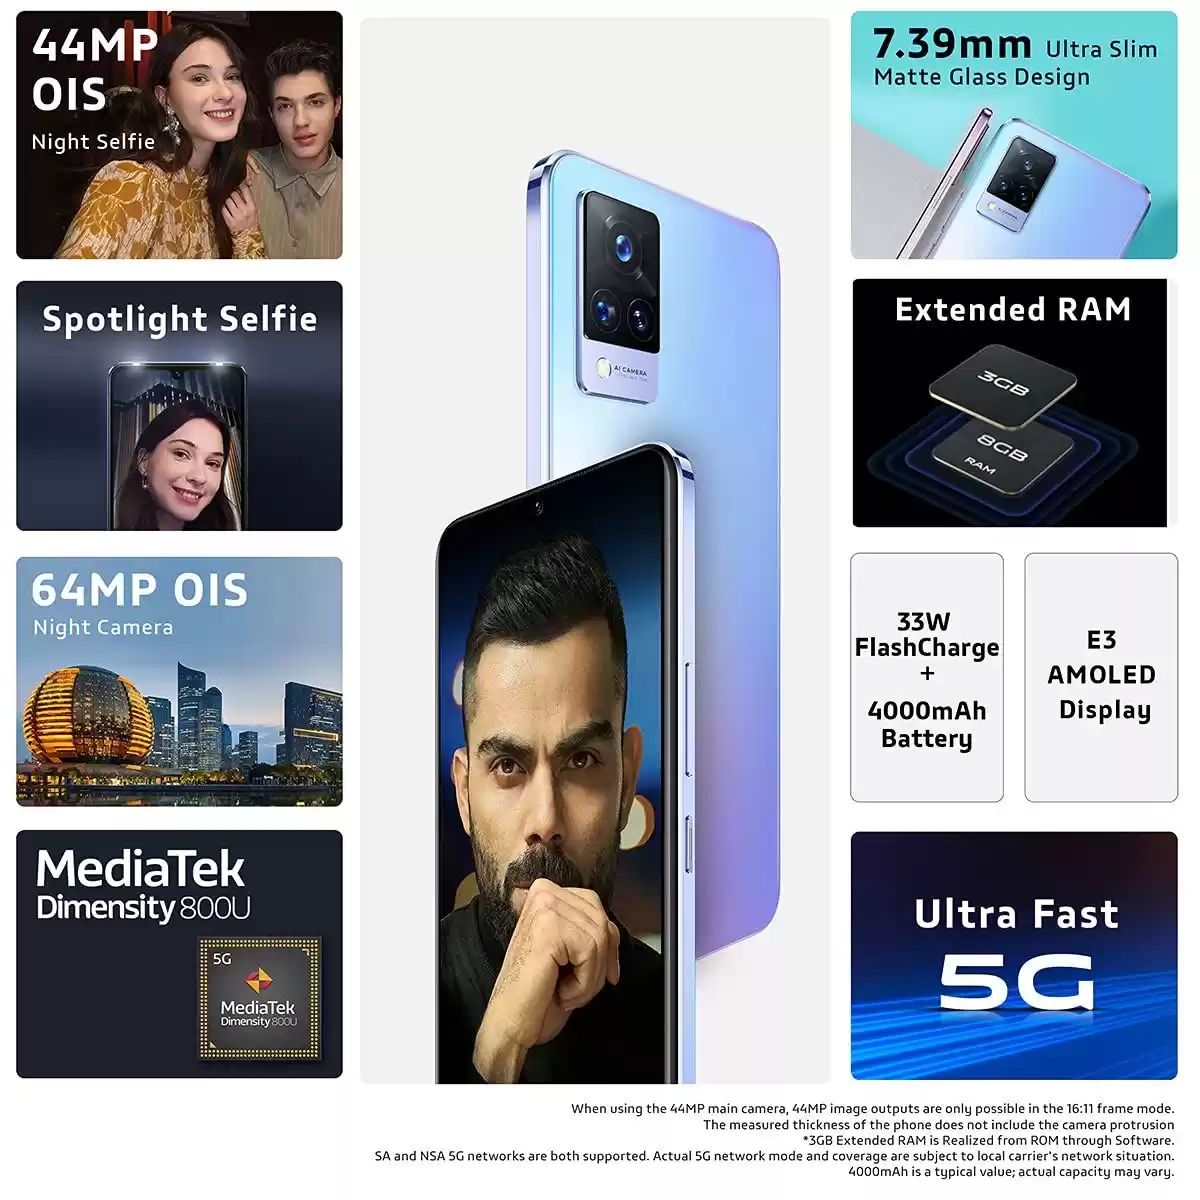 44MP
OIS
Night Selfie
Spotlight Selfie
64MP OIS
Night Camera
MediaTek
Dimensity 800U
5G
MediaTek
Dimensity 800U
AI CAMERA
7.39mm Ultra Slim
Matte Glass Design
AI CAMERA
Extended RAM
3GB
8GB
RAM
33W
FlashCharge
+
4000mAh
Battery
E3
AMOLED
Display
Ultra Fast
5G
When using the 44MP main camera, 44MP image outputs are only possible in the 16:11 frame mode.
The measured thickness of the phone does not include the camera protrusion
*3GB Extended RAM is Realized from ROM through Software.
SA and NSA 5G networks are both supported. Actual 5G network mode and coverage are subject to local carrier's network situation.
4000mAh is a typical value; actual capacity may vary.